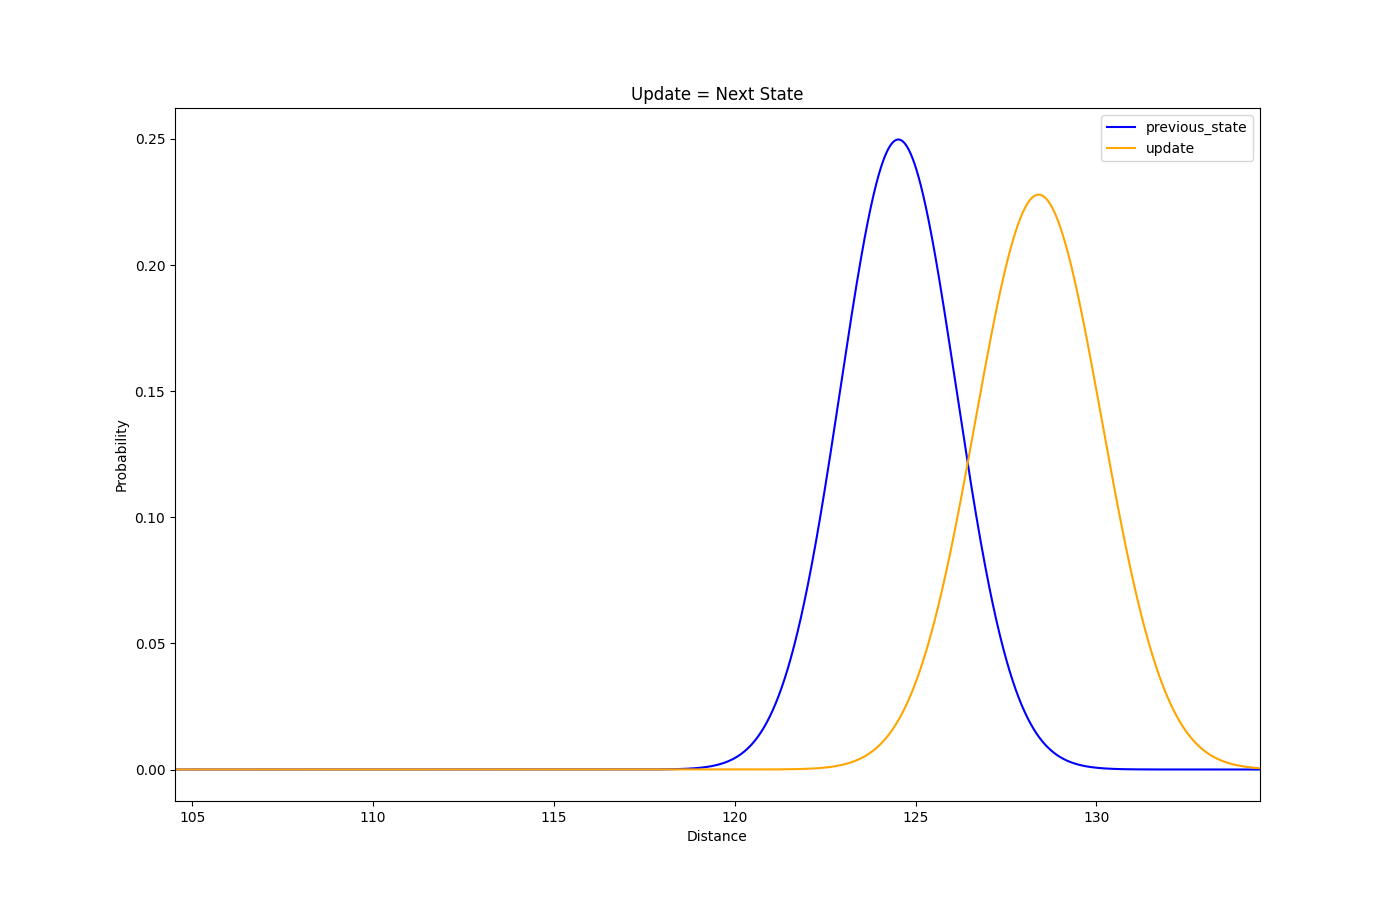 Update = Next State
previous_state
update
Probability
0.25
0.20
0.15
0.10
0.05
0.00
105 110 115 120 125 130
Distance